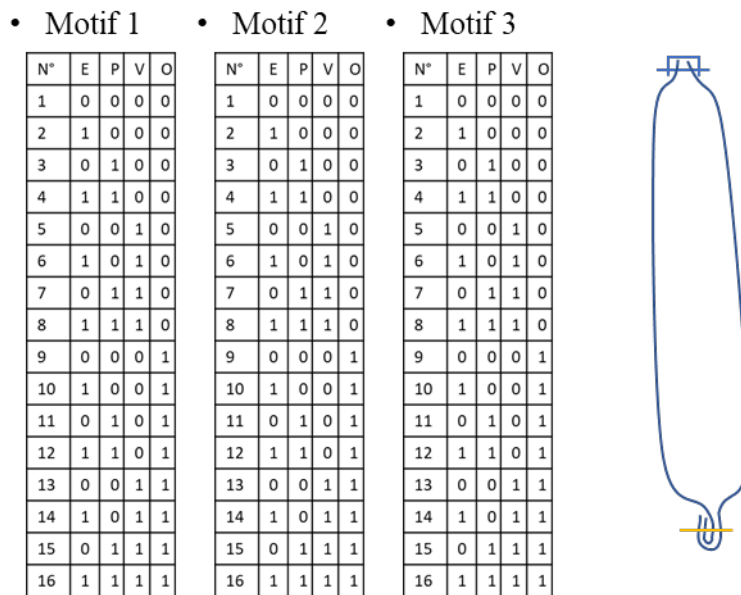 • Motif 1 • Motif 2 • Motif 3
N° E P V O N° E P V O N° E P V O
1 0 0 0 0 1 0 0 0 0 1 0 0 0 0
2 1 0 0 0 2 1 0 0 0 2 1 0 0 0
3 0 1 0 0 3 0 1 0 0 3 0 1 0 0
4 1 1 0 0 4 1 1 0 0 4 1 1 0 0
5 0 0 1 0 5 0 0 1 0 5 0 0 1 0
6 1 0 1 0 6 1 0 1 0 6 1 0 1 0
7 0 1 1 0 7 0 1 1 0 7 0 1 1 0
8 1 1 1 0 8 1 1 1 0 8 1 1 1 0
9 0 0 0 1 9 0 0 0 1 9 0 0 0 1
10 1 0 0 1 10 1 0 0 1 10 1 0 0 1
11 0 1 0 1 11 0 1 0 1 11 0 1 0 1
12 1 1 0 1 12 1 1 0 1 12 1 1 0 1
13 0 0 1 1 13 0 0 1 1 13 0 0 1 1
14 1 0 1 1 14 1 0 1 1 14 1 0 1 1
15 0 1 1 1 15 0 1 1 1 15 0 1 1 1
16 1 1 1 1 16 1 1 1 1 16 1 1 1 1